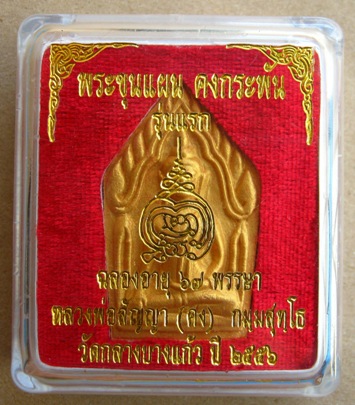 พระขุนแผน คงกระพัน
รุ่นแรก
ฉลองอายุ ๖๗ พรรษา
หลวงพ่อสัญญา (คง) กมฺมสุทฺโธ
วัดกลางบางแก้ว ปี ๒๕๕๖